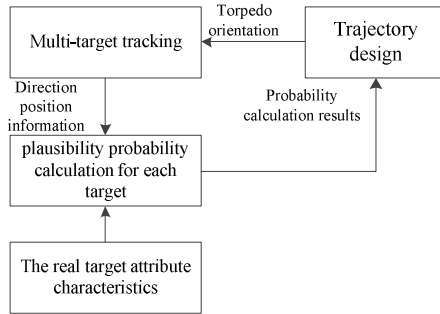 Torpedo
orientation
Multi-target tracking
Trajectory
design
Direction
position
information
Probability
calculation results
plausibility probability
calculation for each
target
The real target attribute
characteristics